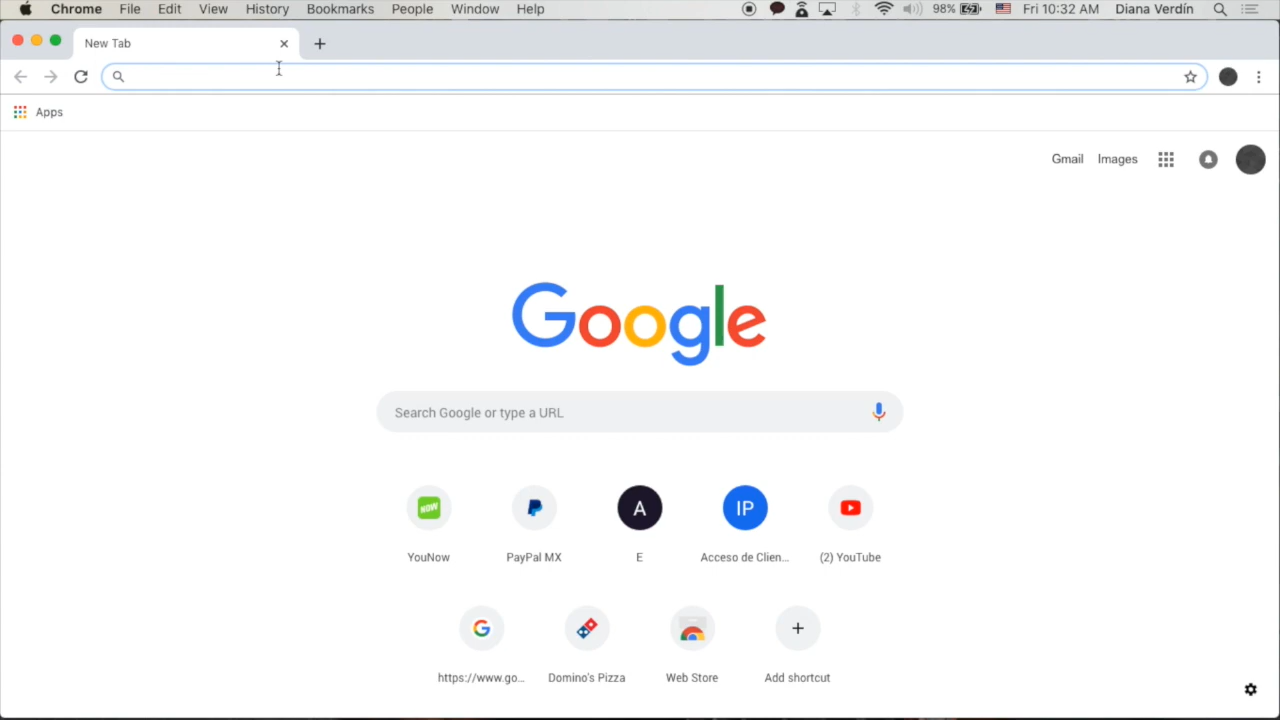 Chrome File Edit View History Bookmarks People Window Help 98% Fri 10:32 AM Diana Verdín
New Tab
Apps
Gmail Images
Google
Search Google or type a URL
NOW A IP
YouNow PayPal MX E Acceso de Clien... (2) YouTube
G
https://www.go... Domino's Pizza Web Store Add shortcut